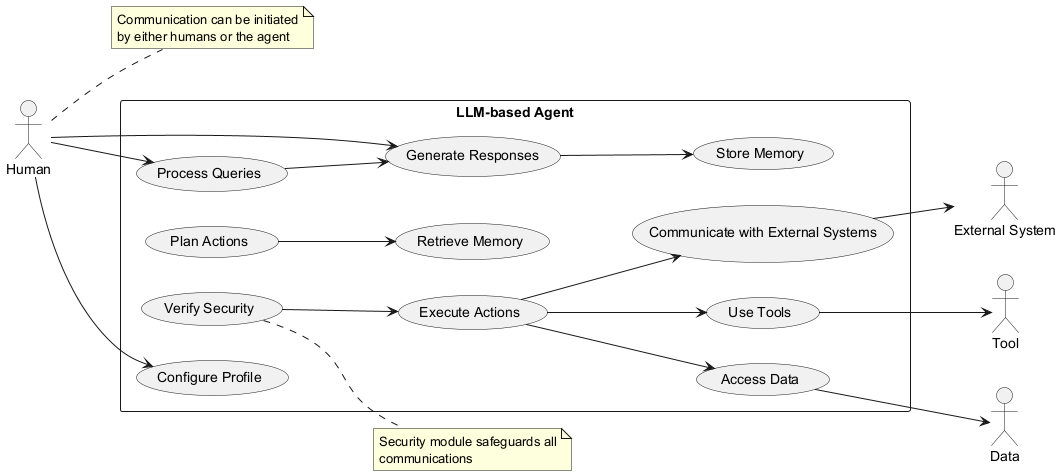 Communication can be initiated
by either humans or the agent
LLM-based Agent
Human
Process Queries
Generate Responses
Store Memory
Plan Actions
Retrieve Memory
Communicate with External Systems
External System
Verify Security
Execute Actions
Use Tools
Tool
Configure Profile
Access Data
Data
Security module safeguards all
communications